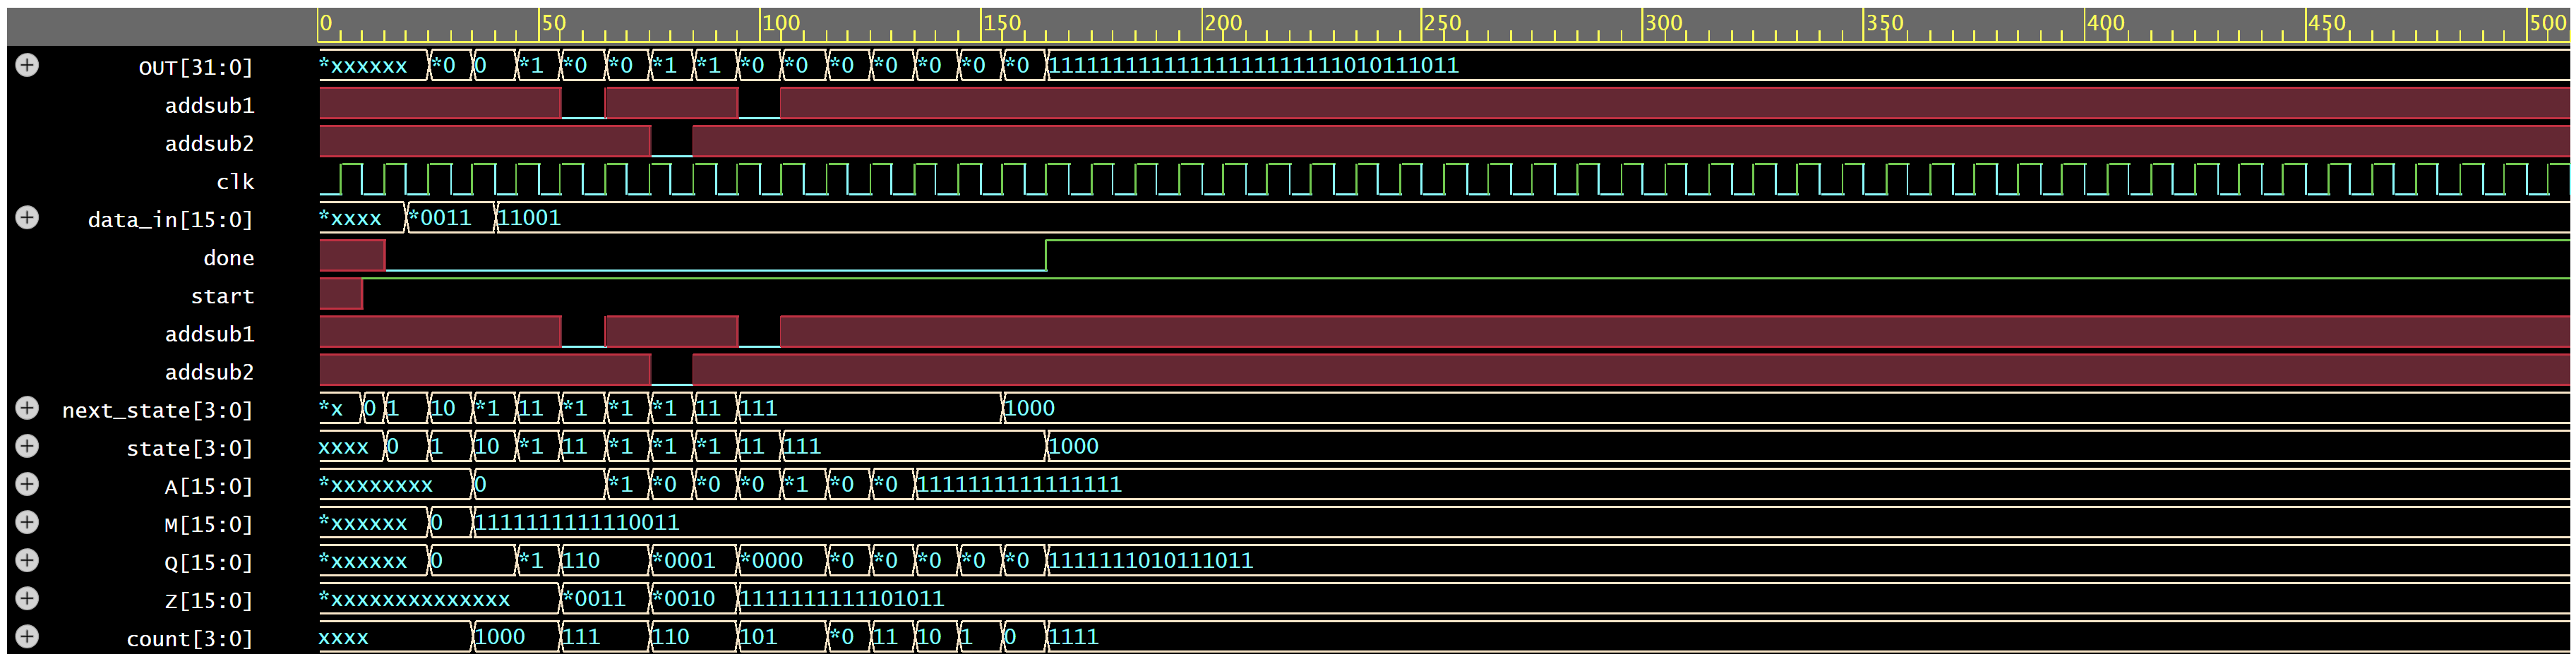 0 50 100 150 200 250 300 350 400 450 500
OUT[31:0] *xxxxxx *0 0 *1 *0 *0 *1 *1 *0 *0 *0 *0 *0 *0 *0 11111111111111111111111010111011
addsub1
addsub2
clk
data_in[15:0] *xxxx *0011 11001
done
start
addsub1
addsub2
next_state[3:0] *x 0 1 10 *1 11 *1 *1 *1 11 111 1000
state[3:0] xxxx 0 1 10 *1 11 *1 *1 *1 11 111 1000
A[15:0] *xxxxxxxx 0 *1 *0 *0 *0 *1 *0 *0 1111111111111111
M[15:0] *xxxxxx 0 1111111111110011
Q[15:0] *xxxxxx 0 *1 110 *0001 *0000 *0 *0 *0 *0 *0 1111111010111011
Z[15:0] *xxxxxxxxxxxxxx *0011 *0010 1111111111101011
count[3:0] xxxx 1000 111 110 101 *0 11 10 1 0 1111